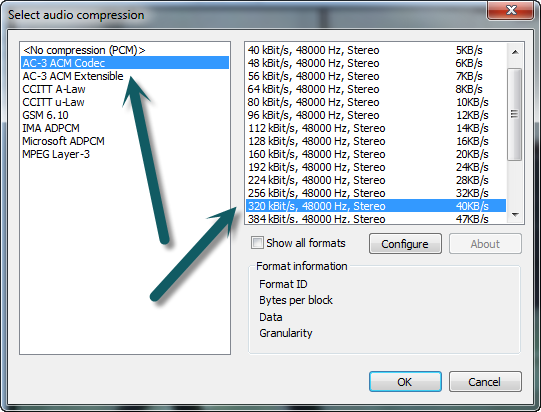 Select audio compression
<No compression (PCM)>
AC-3 ACM Codec
AC-3 ACM Extensible
CCITT A-Law
CCITT u-Law
GSM 6.10
IMA ADPCM
Microsoft ADPCM
MPEG Layer-3
40 kBit/s, 48000 Hz, Stereo 5KB/s
48 kBit/s, 48000 Hz, Stereo 6KB/s
56 kBit/s, 48000 Hz, Stereo 7KB/s
64 kBit/s, 48000 Hz, Stereo 8KB/s
80 kBit/s, 48000 Hz, Stereo 10KB/s
96 kBit/s, 48000 Hz, Stereo 12KB/s
112 kBit/s, 48000 Hz, Stereo 14KB/s
128 kBit/s, 48000 Hz, Stereo 16KB/s
160 kBit/s, 48000 Hz, Stereo 20KB/s
192 kBit/s, 48000 Hz, Stereo 24KB/s
224 kBit/s, 48000 Hz, Stereo 28KB/s
256 kBit/s, 48000 Hz, Stereo 32KB/s
320 kBit/s, 48000 Hz, Stereo 40KB/s
384 kBit/s, 48000 Hz, Stereo 47KB/s
Show all formats
Configure
About
Format information
Format ID
Bytes per block
Data
Granularity
OK
Cancel